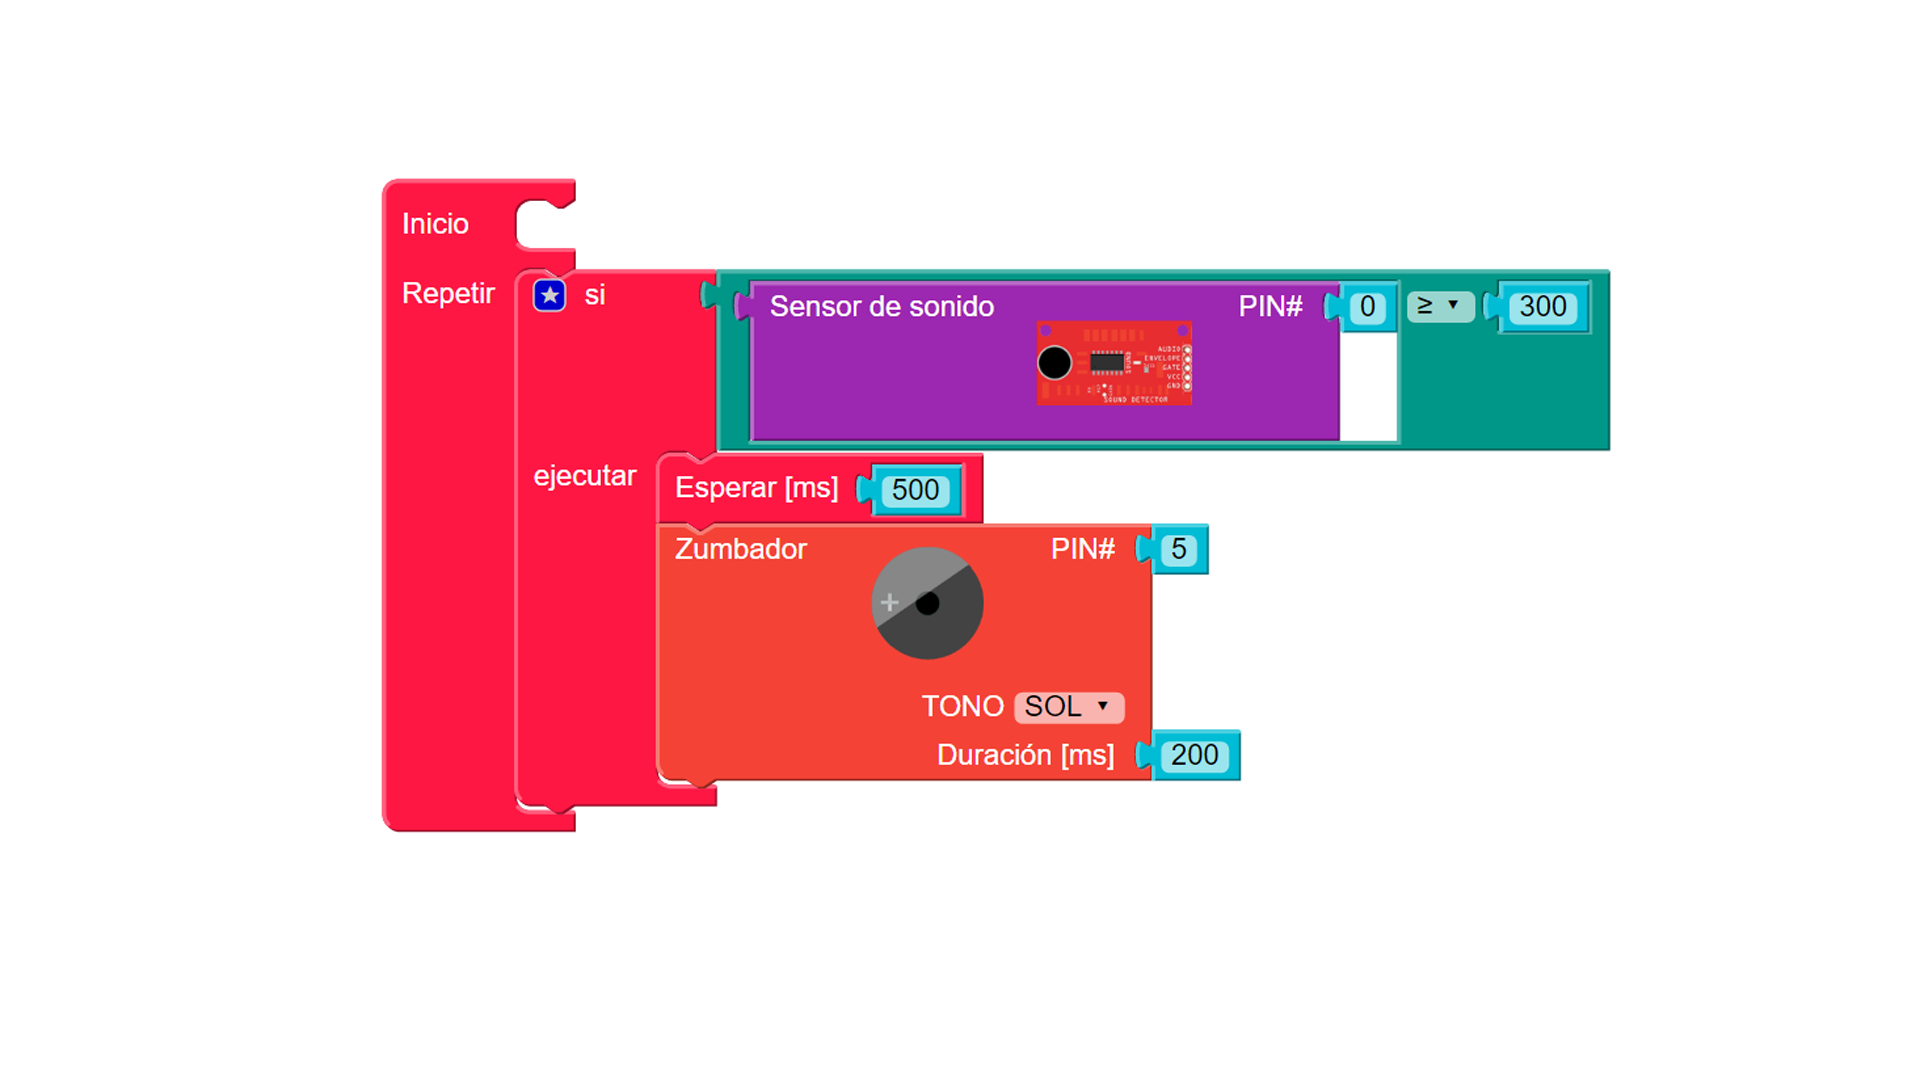 Inicio
Repetir
si
Sensor de sonido PIN# 0 ≥ 300
AUDIO
ENVELOPE
GATE
VCC
GND
SOUND DETECTOR
ejecutar
Esperar [ms] 500
Zumbador PIN# 5
TONO SOL
Duración [ms] 200